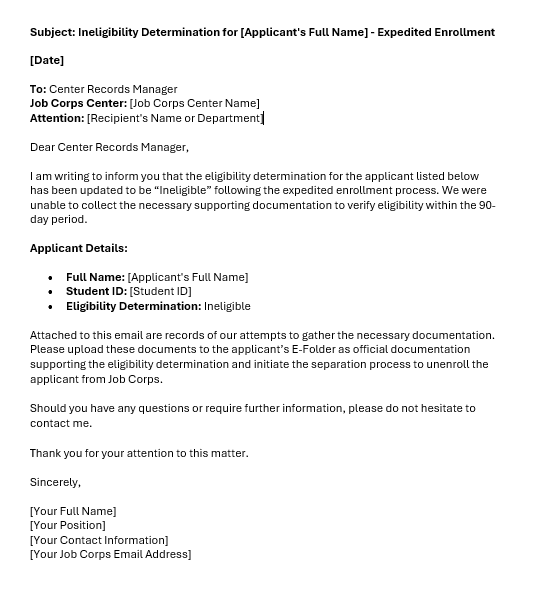 Subject: Ineligibility Determination for [Applicant's Full Name] - Expedited Enrollment
[Date]
To: Center Records Manager
Job Corps Center: [Job Corps Center Name]
Attention: [Recipient's Name or Department]
Dear Center Records Manager,
I am writing to inform you that the eligibility determination for the applicant listed below
has been updated to be “Ineligible” following the expedited enrollment process. We were
unable to collect the necessary supporting documentation to verify eligibility within the 90-
day period.
Applicant Details:
• Full Name: [Applicant's Full Name]
• Student ID: [Student ID]
• Eligibility Determination: Ineligible
Attached to this email are records of our attempts to gather the necessary documentation.
Please upload these documents to the applicant’s E-Folder as official documentation
supporting the eligibility determination and initiate the separation process to unenroll the
applicant from Job Corps.
Should you have any questions or require further information, please do not hesitate to
contact me.
Thank you for your attention to this matter.
Sincerely,
[Your Full Name]
[Your Position]
[Your Contact Information]
[Your Job Corps Email Address]